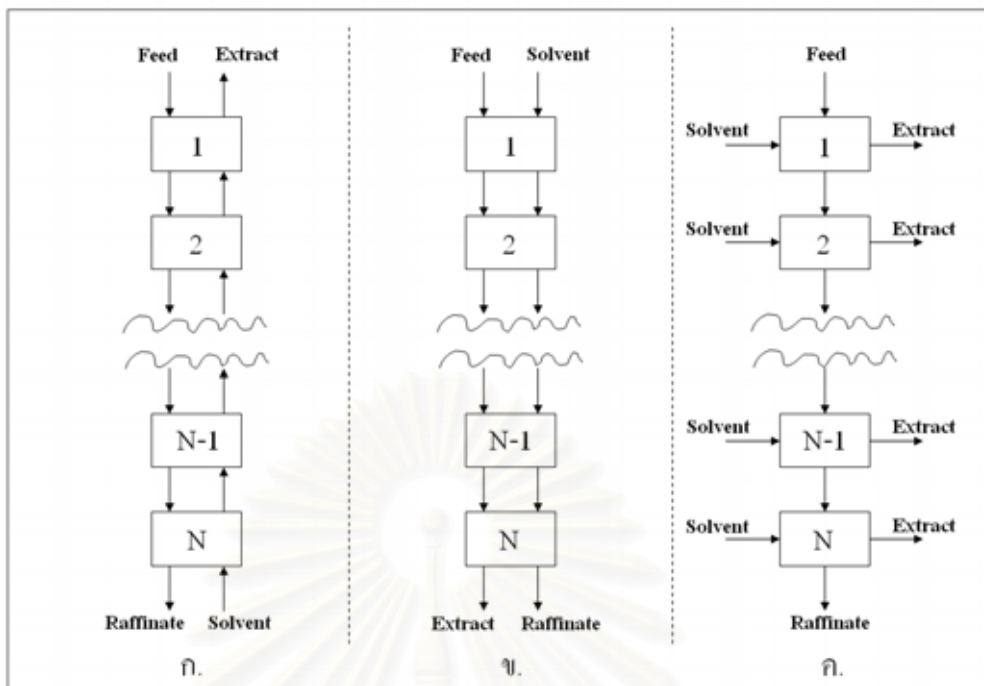 Feed Extract
1
2
N-1
N
Raffinate Solvent
ก.
Feed Solvent
1
2
N-1
N
Extract Raffinate
ข.
Feed
Solvent 1 Extract
Solvent 2 Extract
Solvent N-1 Extract
Solvent N Extract
Raffinate
ค.